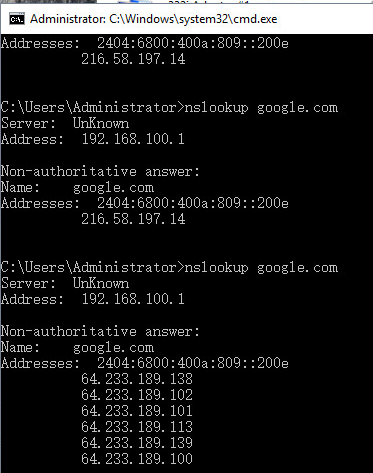 Administrator: C:\Windows\system32\cmd.exe
Addresses:  2404:6800:400a:809::200e
          216.58.197.14
C:\Users\Administrator>nslookup google.com
Server:  UnKnown
Address:  192.168.100.1
Non-authoritative answer:
Name:    google.com
Addresses:  2404:6800:400a:809::200e
          216.58.197.14
C:\Users\Administrator>nslookup google.com
Server:  UnKnown
Address:  192.168.100.1
Non-authoritative answer:
Name:    google.com
Addresses:  2404:6800:400a:809::200e
          64.233.189.138
          64.233.189.102
          64.233.189.101
          64.233.189.113
          64.233.189.139
          64.233.189.100